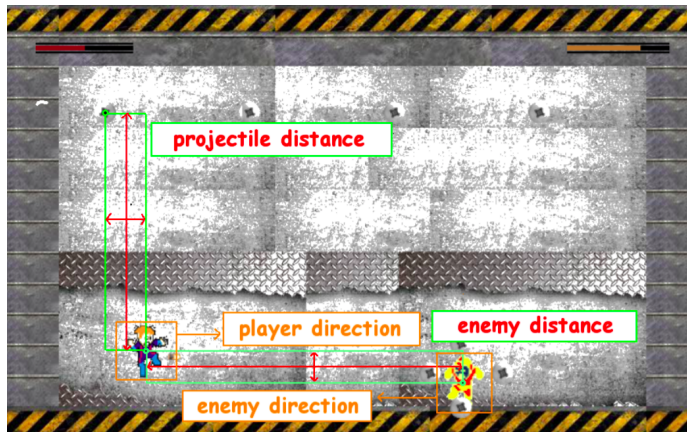 projectile distance
player direction
enemy distance
enemy direction